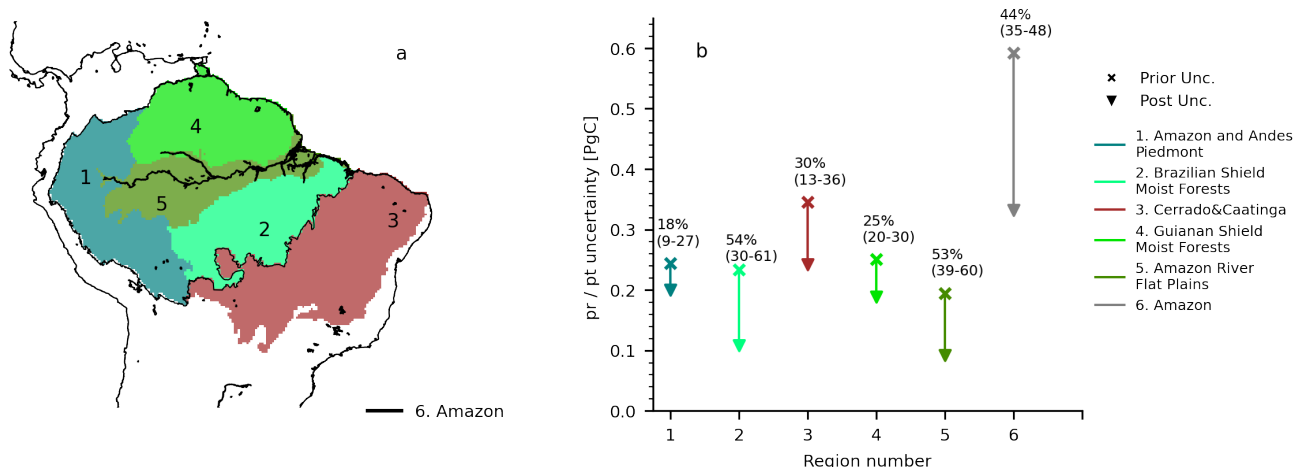 a
4
1
5
2
3
6. Amazon
b
pr / pt uncertainty [PgC]
0.6
0.5
0.4
0.3
0.2
0.1
0.0
18%
(9-27)
54%
(30-61)
30%
(13-36)
25%
(20-30)
53%
(39-60)
44%
(35-48)
1 2 3 4 5 6
Region number
Prior Unc.
Post Unc.
1. Amazon and Andes
Piedmont
2. Brazilian Shield
Moist Forests
3. Cerrado&Caatinga
4. Guianan Shield
Moist Forests
5. Amazon River
Flat Plains
6. Amazon